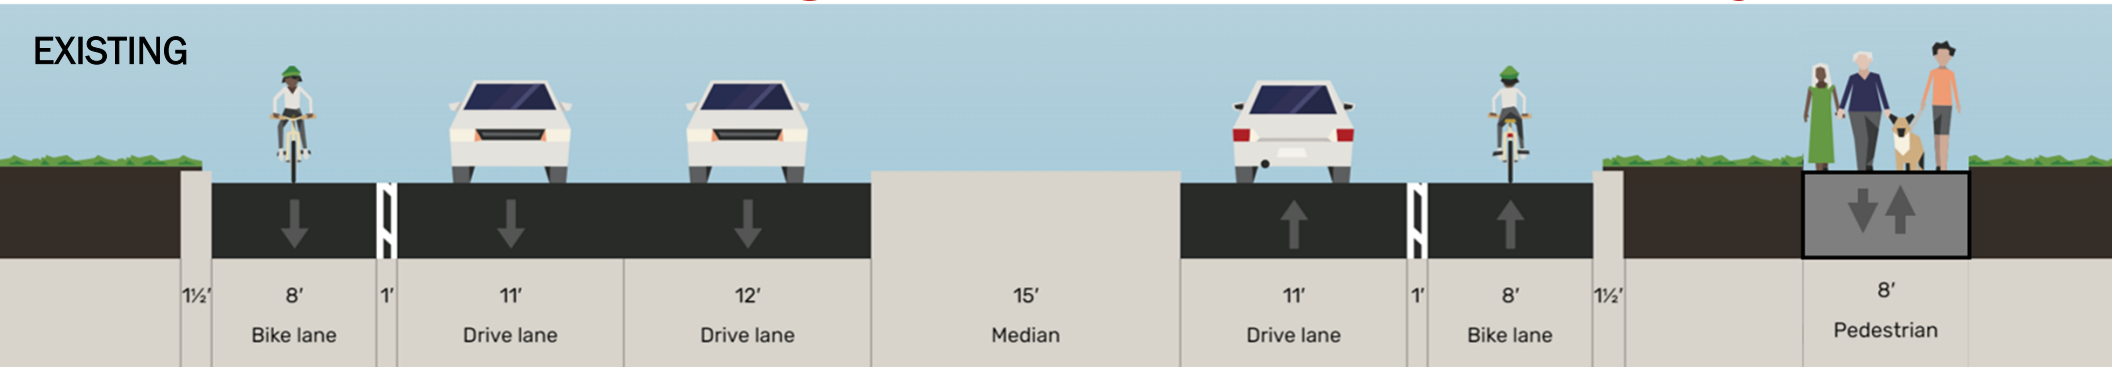 EXISTING
1½’ 8’ 1’ 11’ 12’ 15’ 11’ 1’ 8’ 1½’ 8’
Bike lane Drive lane Drive lane Median Drive lane Bike lane Pedestrian